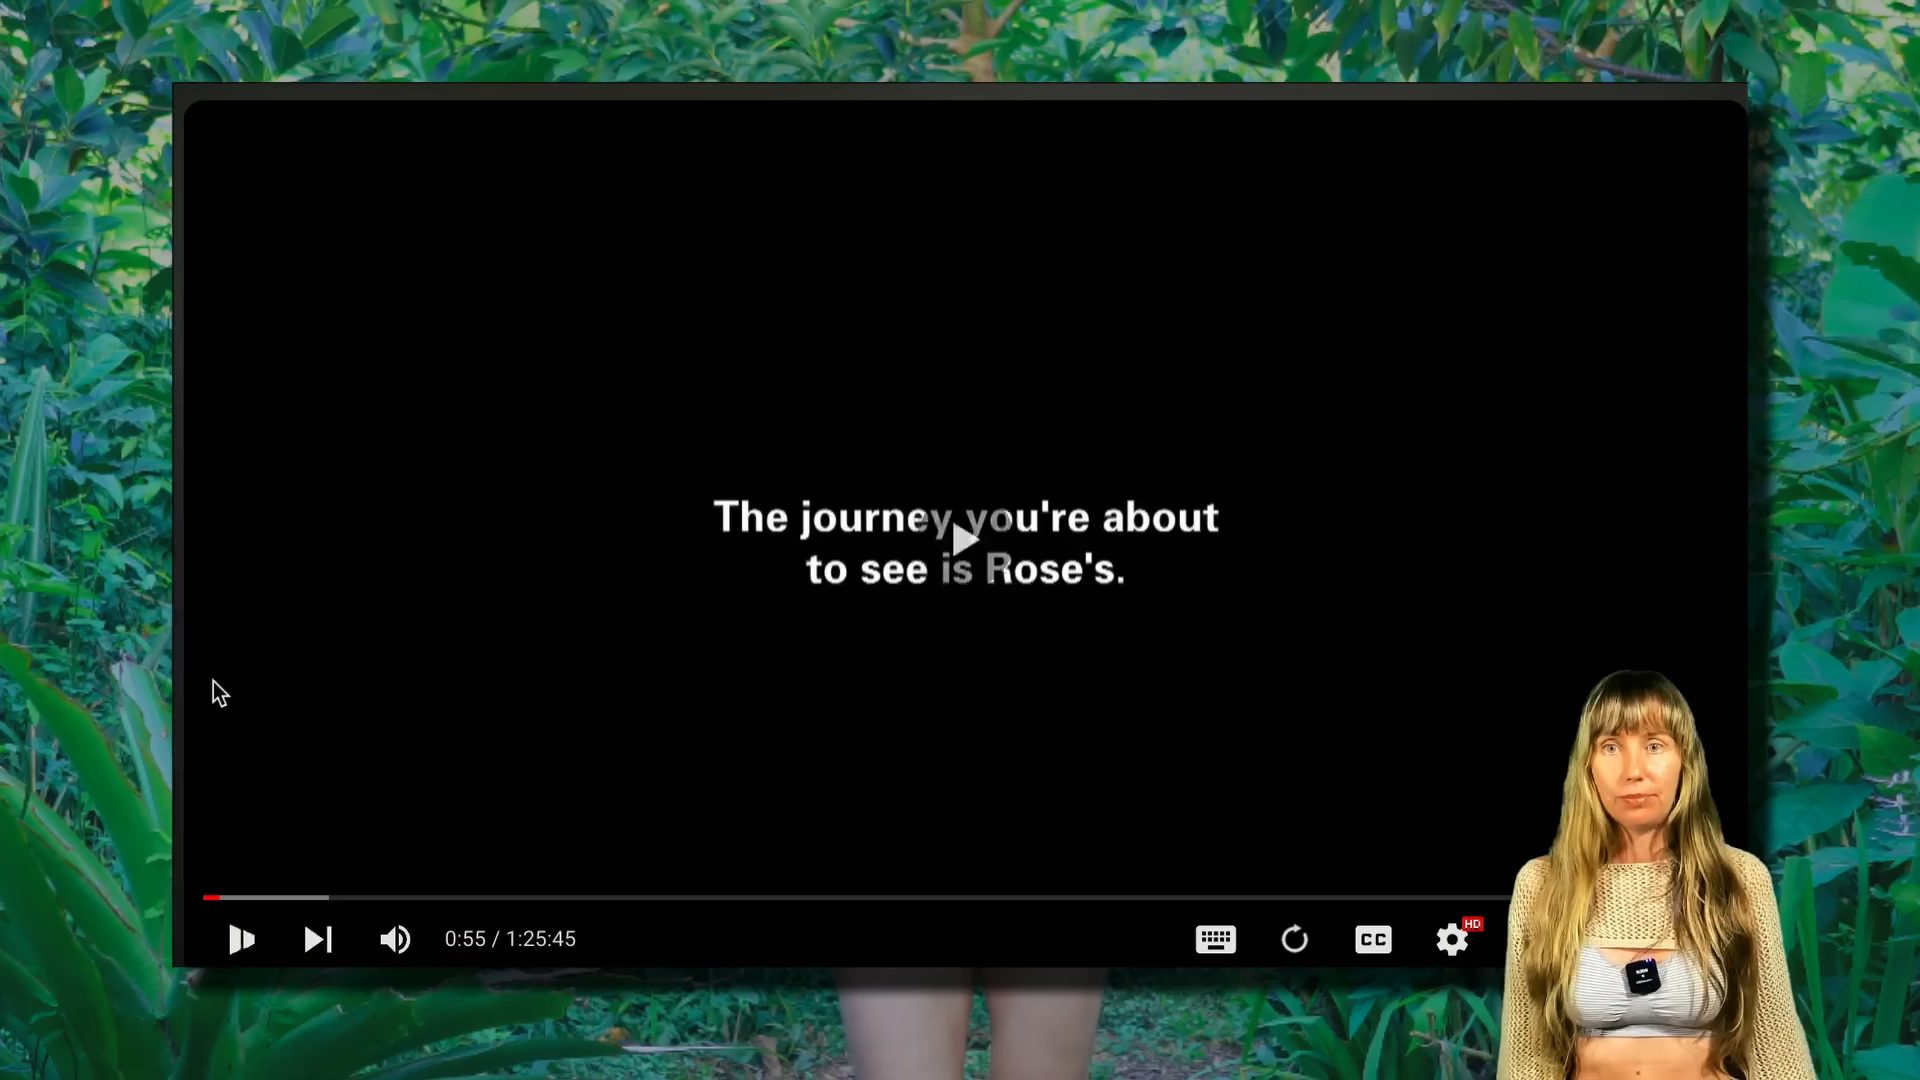 The journey you're about
to see is Rose's.
0:55 / 1:25:45
CC
HD